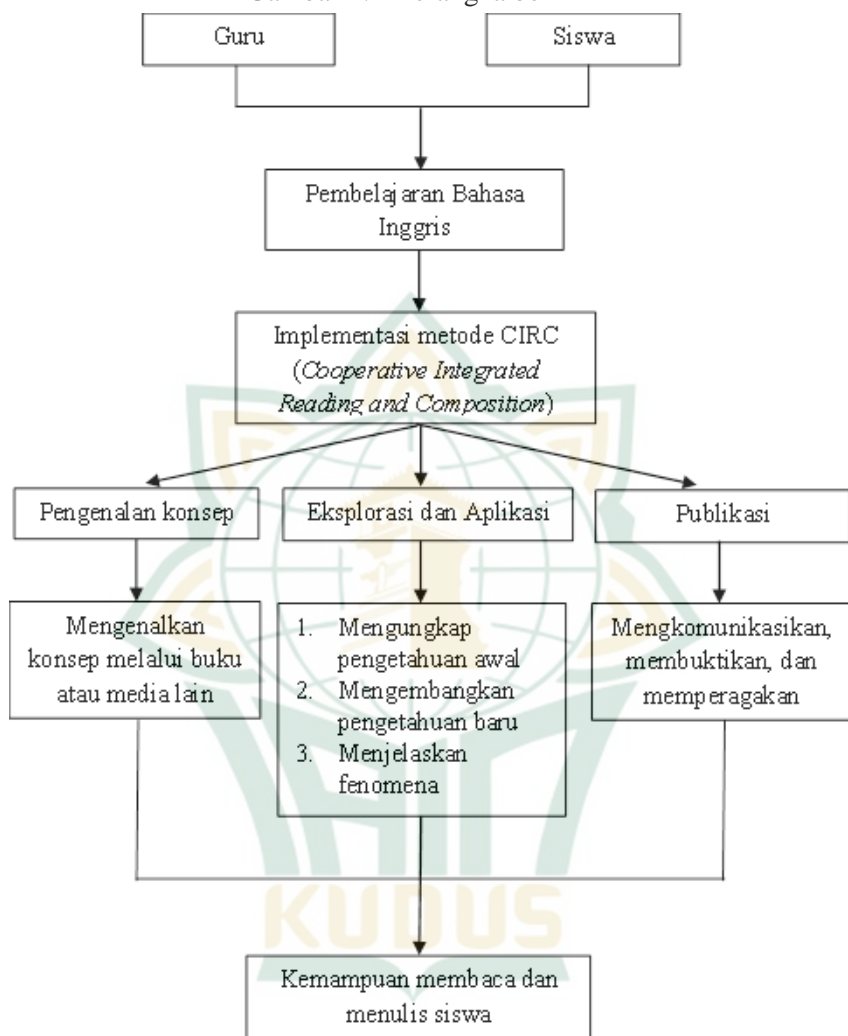 Guru
Siswa
Pembelajaran Bahasa
Inggris
Implementasi metode CIRC
(Cooperative Integrated
Reading and Composition)
Pengenalan konsep
Eksplorasi dan Aplikasi
Publikasi
Mengenalkan
konsep melalui buku
atau media lain
1. Mengungkap
pengetahuan awal
2. Mengembangkan
pengetahuan baru
3. Menjelaskan
fenomena
Mengkomunikasikan,
membuktikan, dan
memperagakan
KUDUS
Kemampuan membaca dan
menulis siswa